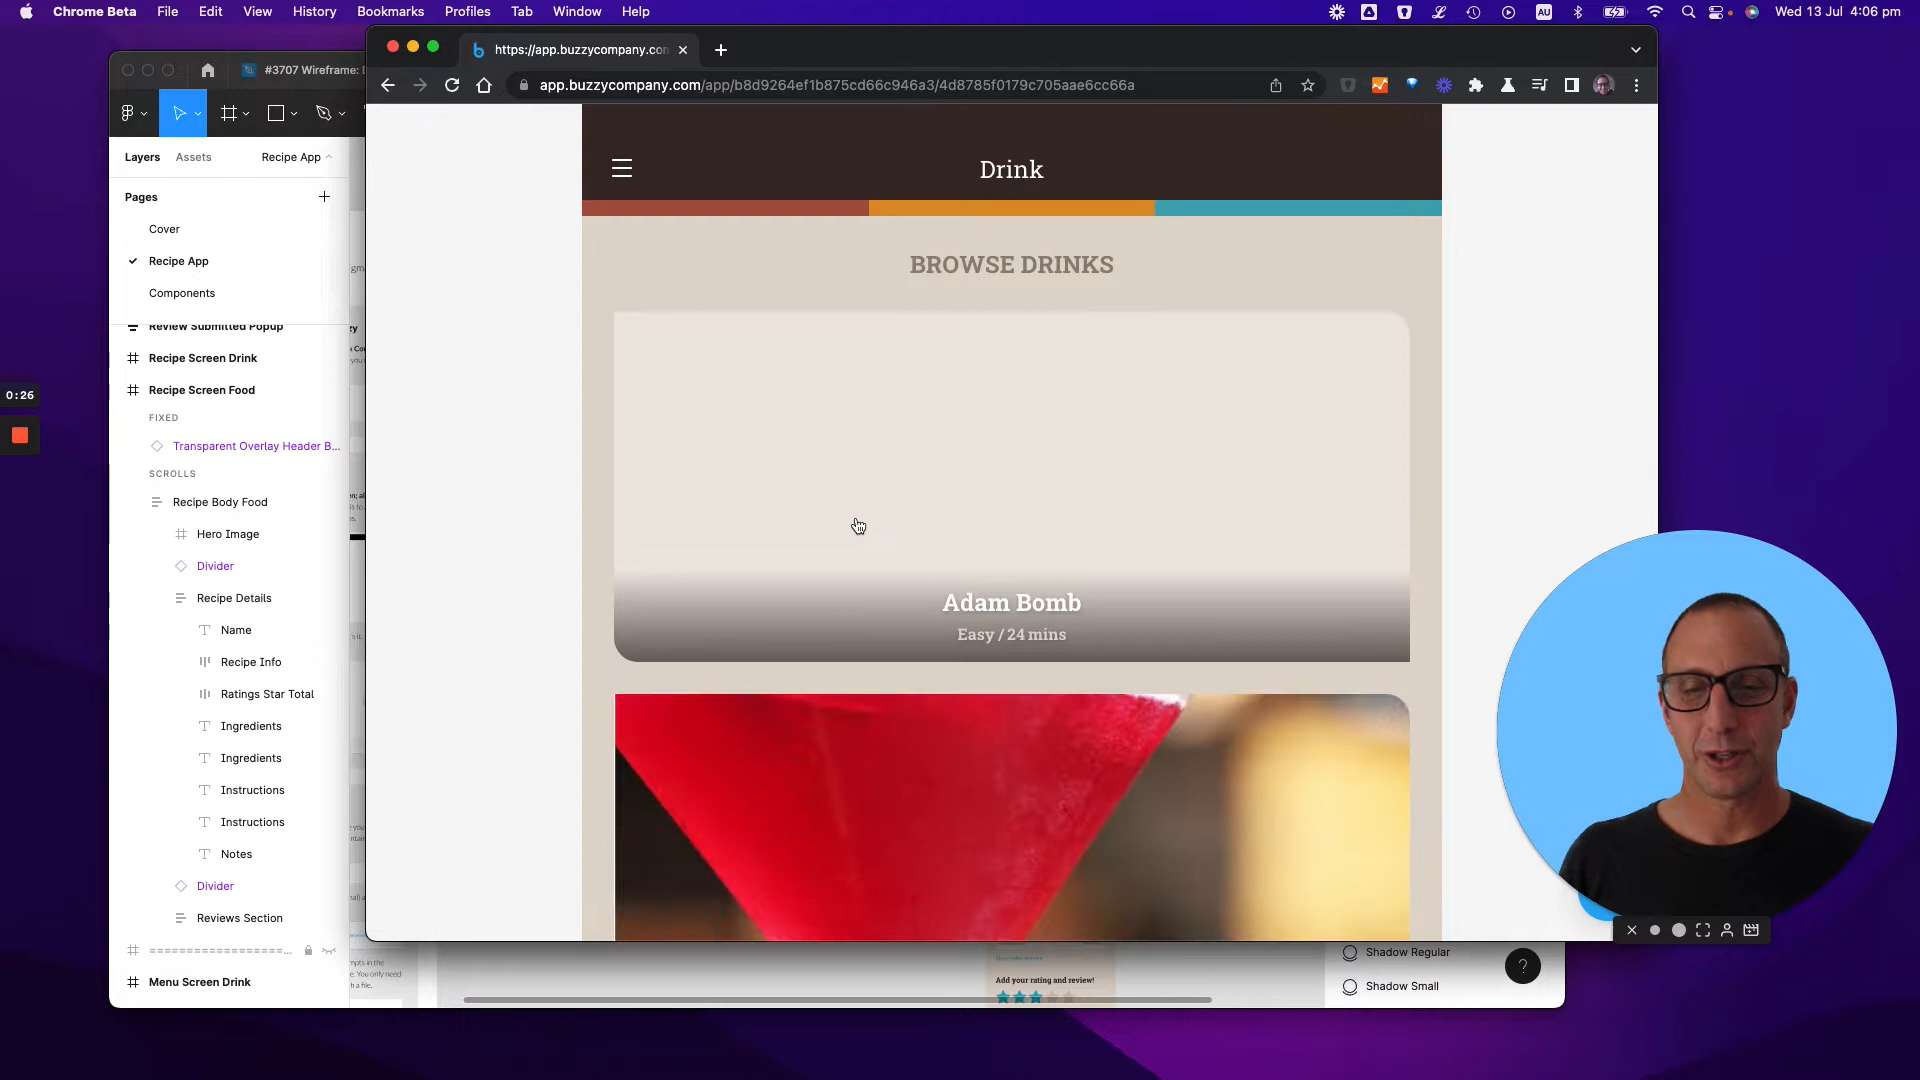 Chrome Beta File Edit View History Bookmarks Profiles Tab Window Help
AU
Wed 13 Jul 4:06 pm
#3707 Wireframe:
https://app.buzzycompany.com
app.buzzycompany.com/app/b8d9264ef1b875cd66c946a3/4d8785f0179c705aae6cc66a
Layers Assets Recipe App
Pages
Cover
Recipe App
Components
Review Submitted Popup
Recipe Screen Drink
Recipe Screen Food
FIXED
Transparent Overlay Header B...
SCROLLS
Recipe Body Food
Hero Image
Divider
Recipe Details
Name
Recipe Info
Ratings Star Total
Ingredients
Ingredients
Instructions
Instructions
Notes
Divider
Reviews Section
==================...
Menu Screen Drink
0:26
Drink
BROWSE DRINKS
Adam Bomb
Easy / 24 mins
Add your rating and review!
Shadow Regular
Shadow Small
?